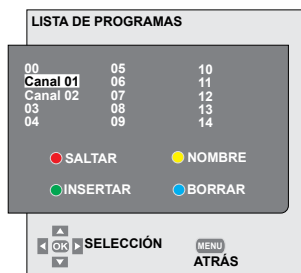 LISTA DE PROGRAMAS
00 05 10
Canal 01 06 11
Canal 02 07 12
03 08 13
04 09 14
SALTAR NOMBRE
INSERTAR BORRAR
OK SELECCIÓN MENU
ATRÁS